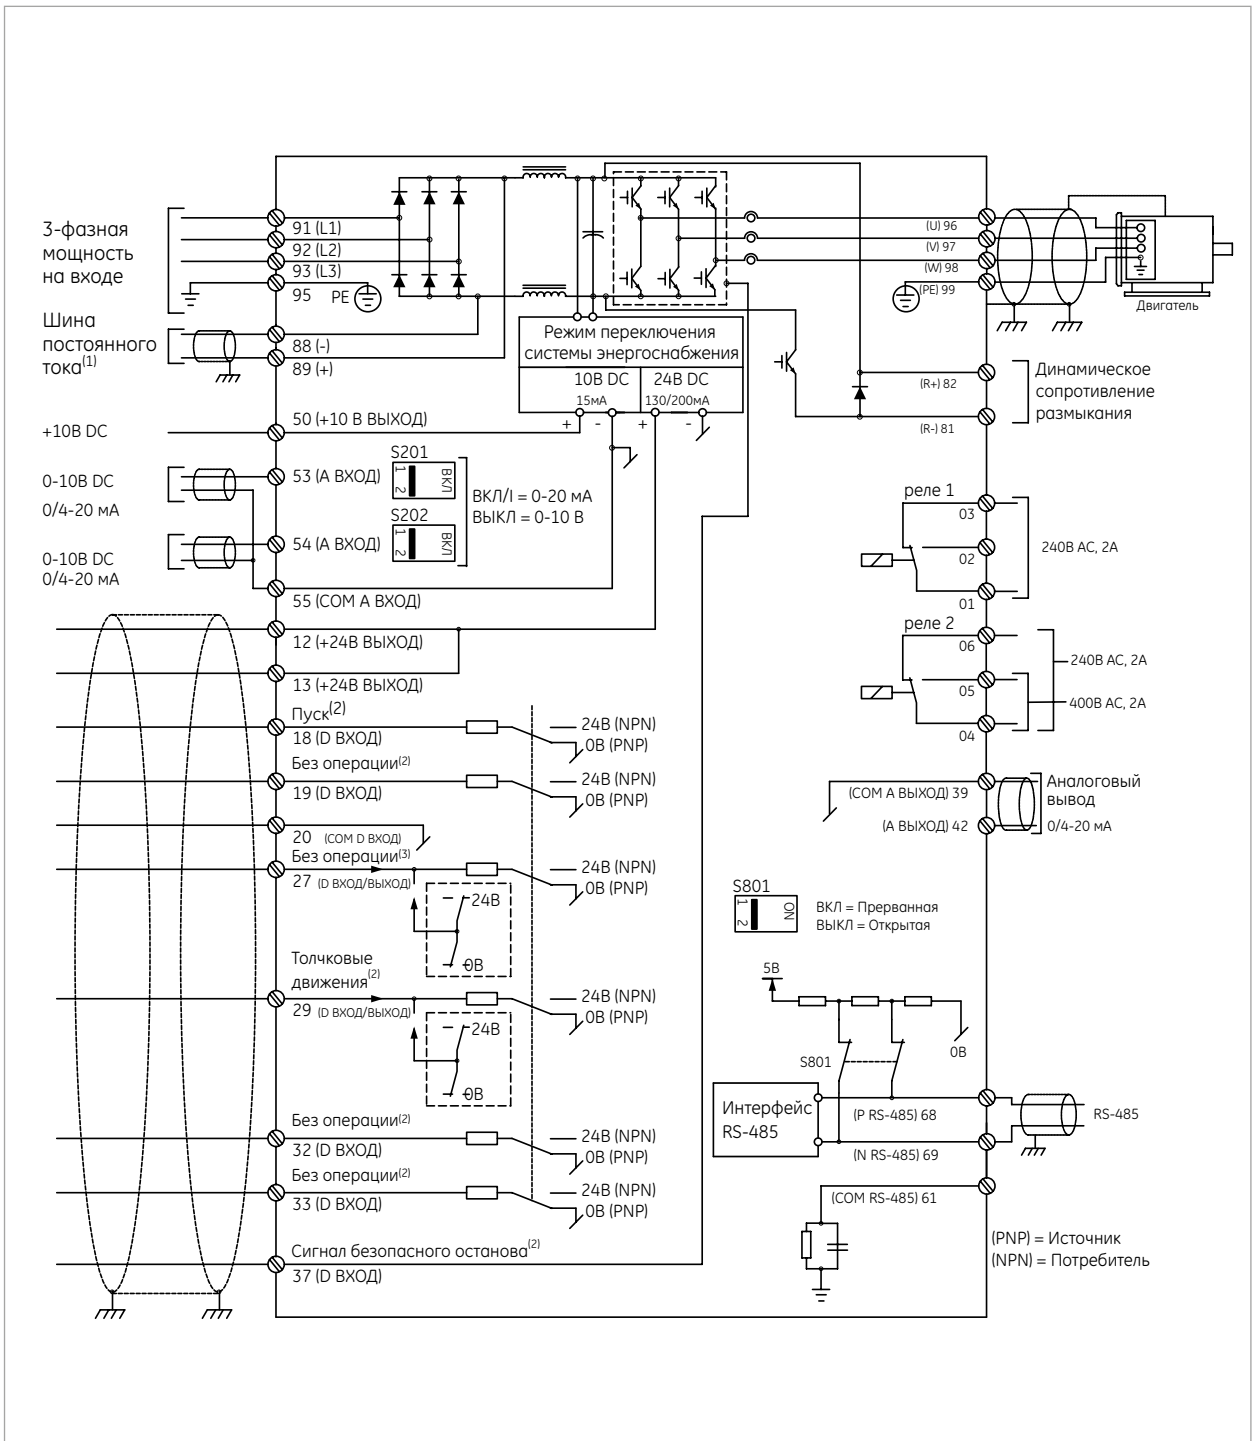 3-фазная
мощность
на входе
91 (L1)
92 (L2)
93 (L3)
95 PE
Шина
постоянного
тока(1)
88 (-)
89 (+)
Режим переключения
системы энергоснабжения
10В DC
24В DC
15мА
130/200мА
+ - + -
+10В DC
50 (+10 В ВЫХОД)
0-10В DC
0/4-20 мА
53 (А ВХОД)
S201
1 2
ВКЛ
S202
1 2
ВКЛ
ВКЛ/I = 0-20 мА
ВЫКЛ = 0-10 В
0-10В DC
0/4-20 мА
54 (А ВХОД)
55 (COM А ВХОД)
12 (+24В ВЫХОД)
13 (+24В ВЫХОД)
Пуск(2)
18 (D ВХОД)
24В (NPN)
0В (PNP)
Без операции(2)
19 (D ВХОД)
24В (NPN)
0В (PNP)
20 (COM D ВХОД)
Без операции(3)
27 (D ВХОД/ВЫХОД)
24В (NPN)
0В (PNP)
24В
0В
Толчковые
движения(2)
29 (D ВХОД/ВЫХОД)
24В (NPN)
0В (PNP)
24В
0В
Без операции(2)
32 (D ВХОД)
24В (NPN)
0В (PNP)
Без операции(2)
33 (D ВХОД)
24В (NPN)
0В (PNP)
Сигнал безопасного останова(2)
37 (D ВХОД)
(U) 96
(V) 97
(W) 98
(PE) 99
Двигатель
(R+) 82
(R-) 81
Динамическое
сопротивление
размыкания
реле 1
03
02
01
240В AC, 2А
реле 2
06
05
04
240В AC, 2А
400В AC, 2А
(COM А ВЫХОД) 39
(А ВЫХОД) 42
Аналоговый
вывод
0/4-20 мА
S801
1 2
ON
ВКЛ = Прерванная
ВЫКЛ = Открытая
5В
S801
0В
Интерфейс
RS-485
(P RS-485) 68
(N RS-485) 69
RS-485
(COM RS-485) 61
(PNP) = Источник
(NPN) = Потребитель